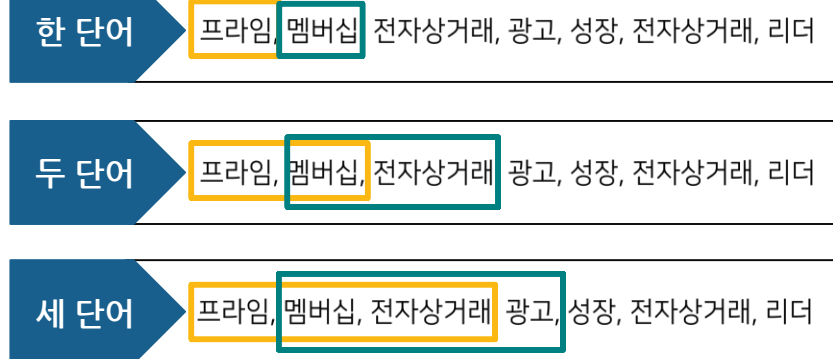 한 단어
프라임, 멤버십, 전자상거래, 광고, 성장, 전자상거래, 리더
두 단어
프라임, 멤버십, 전자상거래, 광고, 성장, 전자상거래, 리더
세 단어
프라임, 멤버십, 전자상거래, 광고, 성장, 전자상거래, 리더